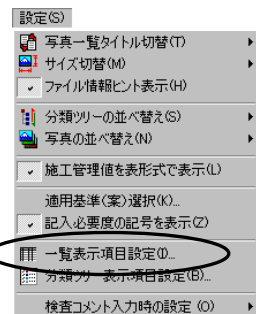 設定(S)
写真一覧タイトル切替(T)
サイズ切替(M)
ファイル情報ヒント表示(H)
分類ツリーの並べ替え(S)
写真の並べ替え(N)
施工管理値を表形式で表示(L)
適用基準(案)選択(K)...
記入必要度の記号を表示(Z)
一覧表示項目設定(I)...
分類ツリー表示項目設定(B)...
検査コメント入力時の設定 (O)